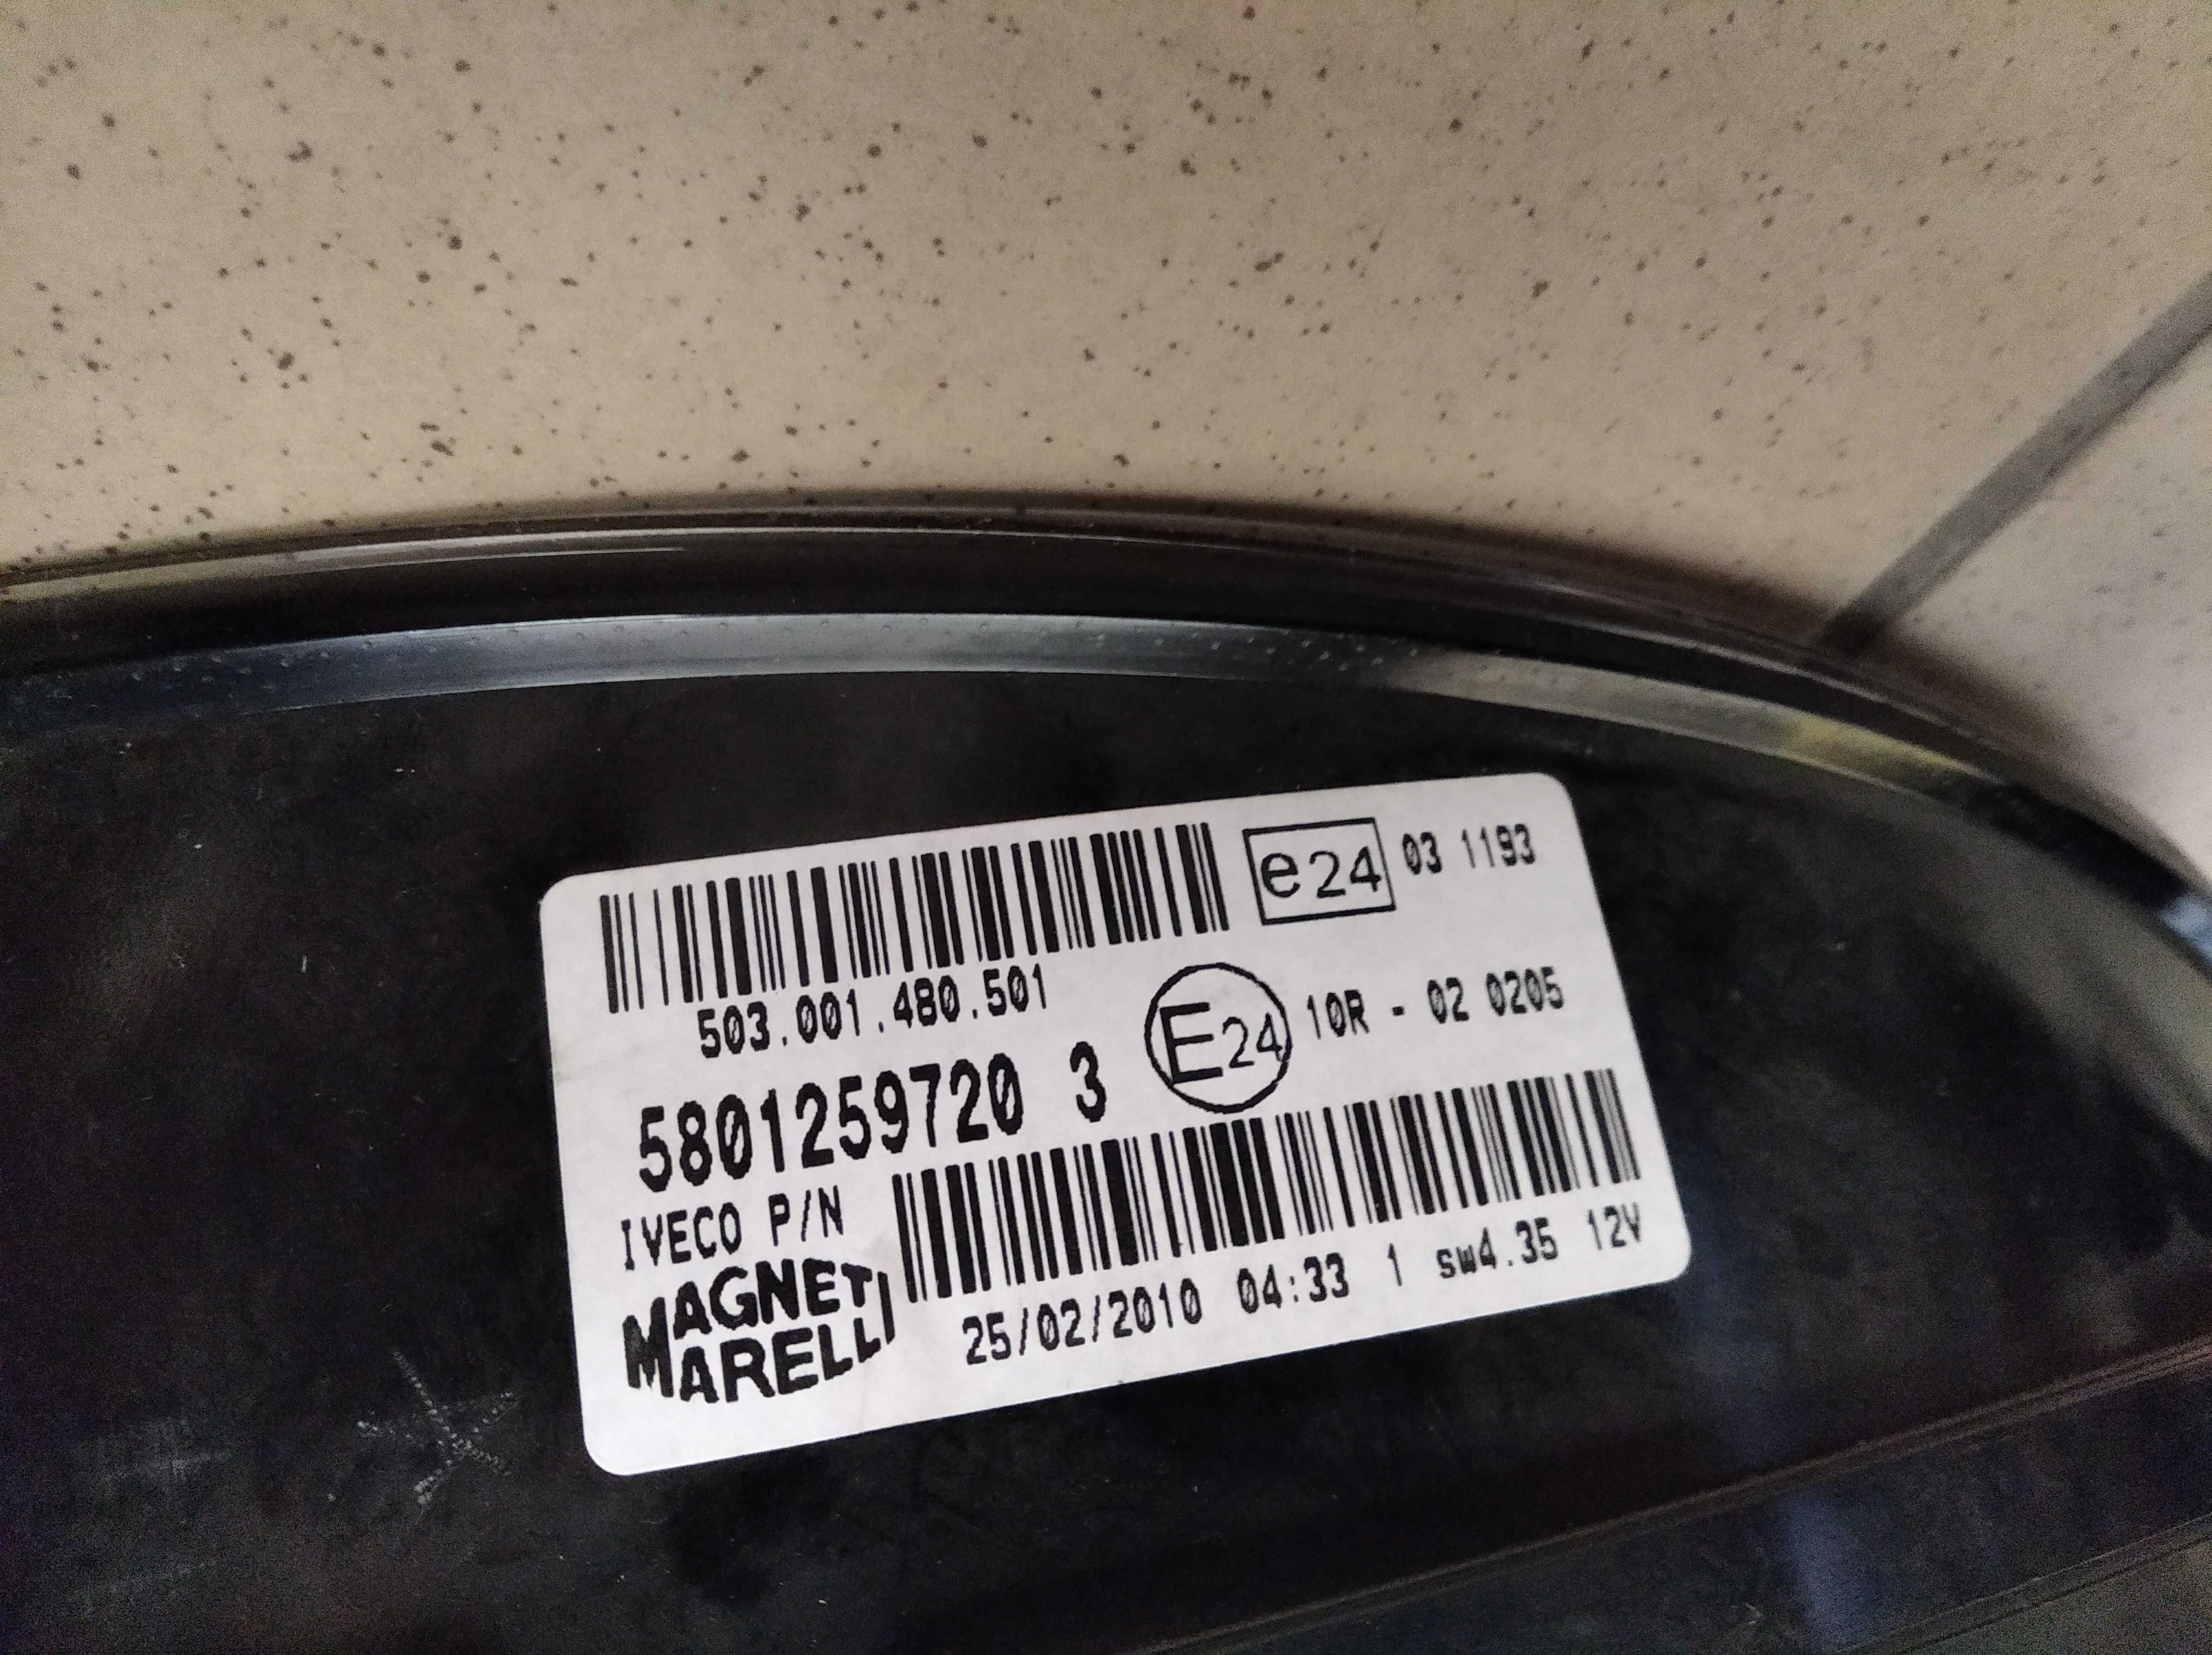 e24 03 1193
503.001.480.501
E24 10R - 02 0205
5801259720 3
IVECO P/N
MAGNETI
MARELLI
25/02/2010 04:33 1 sw4.35 12V